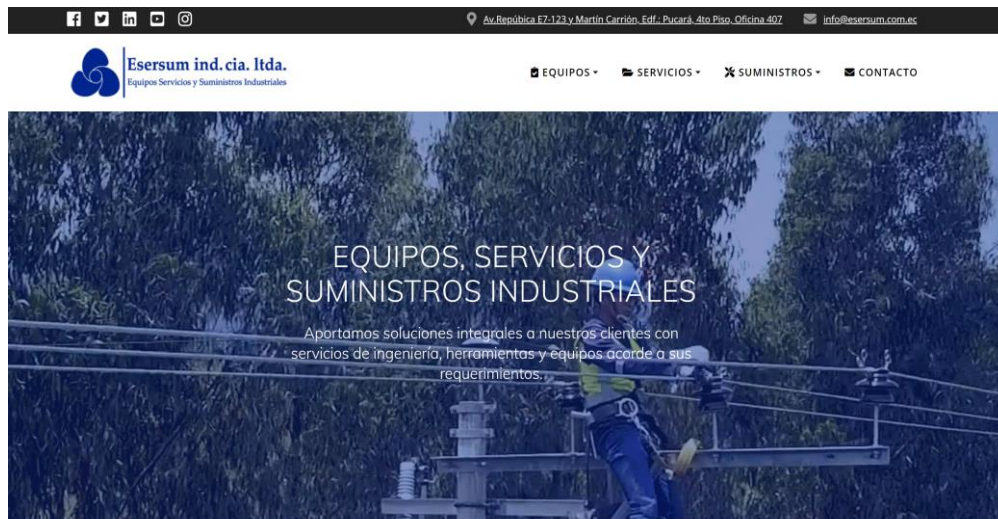 Av.Repúbica E7-123 y Martín Carrión, Edf.: Pucará, 4to Piso, Oficina 407
info@esersum.com.ec
Esersum ind. cia. ltda.
Equipos Servicios y Suministros Industriales
EQUIPOS
SERVICIOS
SUMINISTROS
CONTACTO
EQUIPOS, SERVICIOS Y
SUMINISTROS INDUSTRIALES
Aportamos soluciones integrales a nuestros clientes con
servicios de ingeniería, herramientas y equipos acorde a sus
requerimientos.